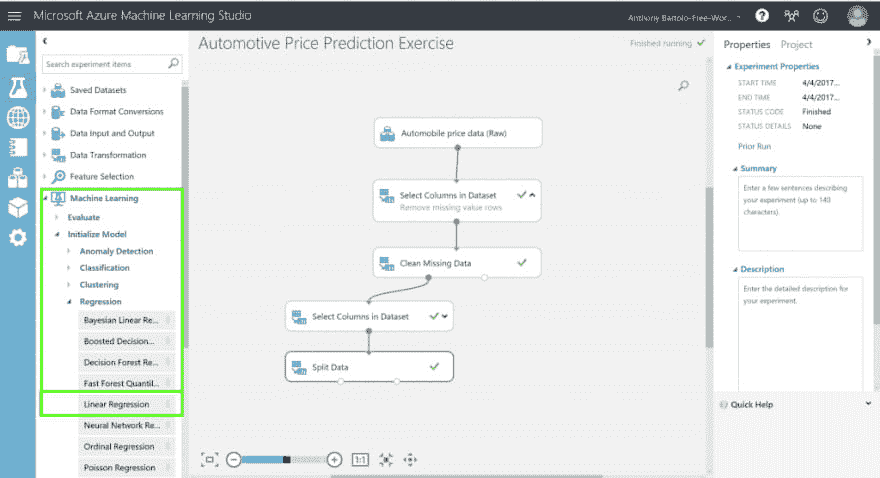 Microsoft Azure Machine Learning Studio
Anthony Bartolo-Free-Wor...
Search experiment items
Saved Datasets
Data Format Conversions
Data Input and Output
Data Transformation
Feature Selection
Machine Learning
Evaluate
Initialize Model
Anomaly Detection
Classification
Clustering
Regression
Bayesian Linear Re...
Boosted Decision...
Decision Forest Re...
Fast Forest Quantil...
Linear Regression
Neural Network Re...
Ordinal Regression
Poisson Regression
Automotive Price Prediction Exercise
Finished running
Automobile price data (Raw)
Select Columns in Dataset
Remove missing value rows
Clean Missing Data
Select Columns in Dataset
Split Data
1:1
Properties
Project
Experiment Properties
START TIME 4/4/2017...
END TIME 4/4/2017...
STATUS CODE Finished
STATUS DETAILS None
Prior Run
Summary
Enter a few sentences describing
your experiment (up to 140
characters).
Description
Enter the detailed description for
your experiment.
Quick Help